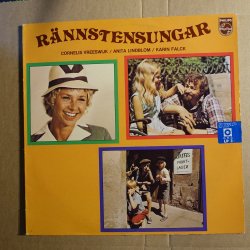 RÄNNSTENSUNGAR
PHILIPS
CORNELIS VREESWIJK / ANITA LINDBLOM / KARIN FALCK